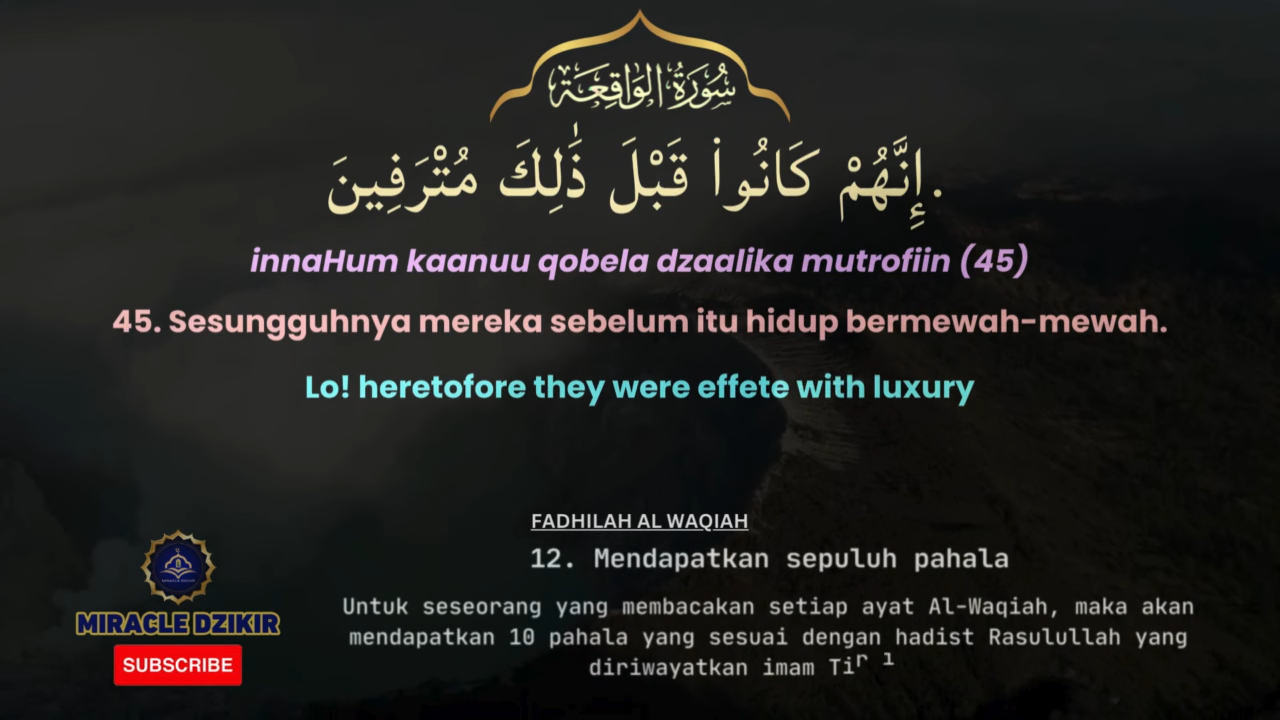 سُورَةُ الوَاقِعَة
.إِنَّهُمْ كَانُوا۟ قَبْلَ ذَٰلِكَ مُتْرَفِينَ
innaHum kaanuu qobela dzaalika mutrofiin (45)
45. Sesungguhnya mereka sebelum itu hidup bermewah-mewah.
Lo! heretofore they were effete with luxury
FADHILAH AL WAQIAH
12. Mendapatkan sepuluh pahala
Untuk seseorang yang membacakan setiap ayat Al-Waqiah, maka akan
mendapatkan 10 pahala yang sesuai dengan hadist Rasulullah yang
diriwayatkan imam
MIRACLE DZIKIR
SUBSCRIBE